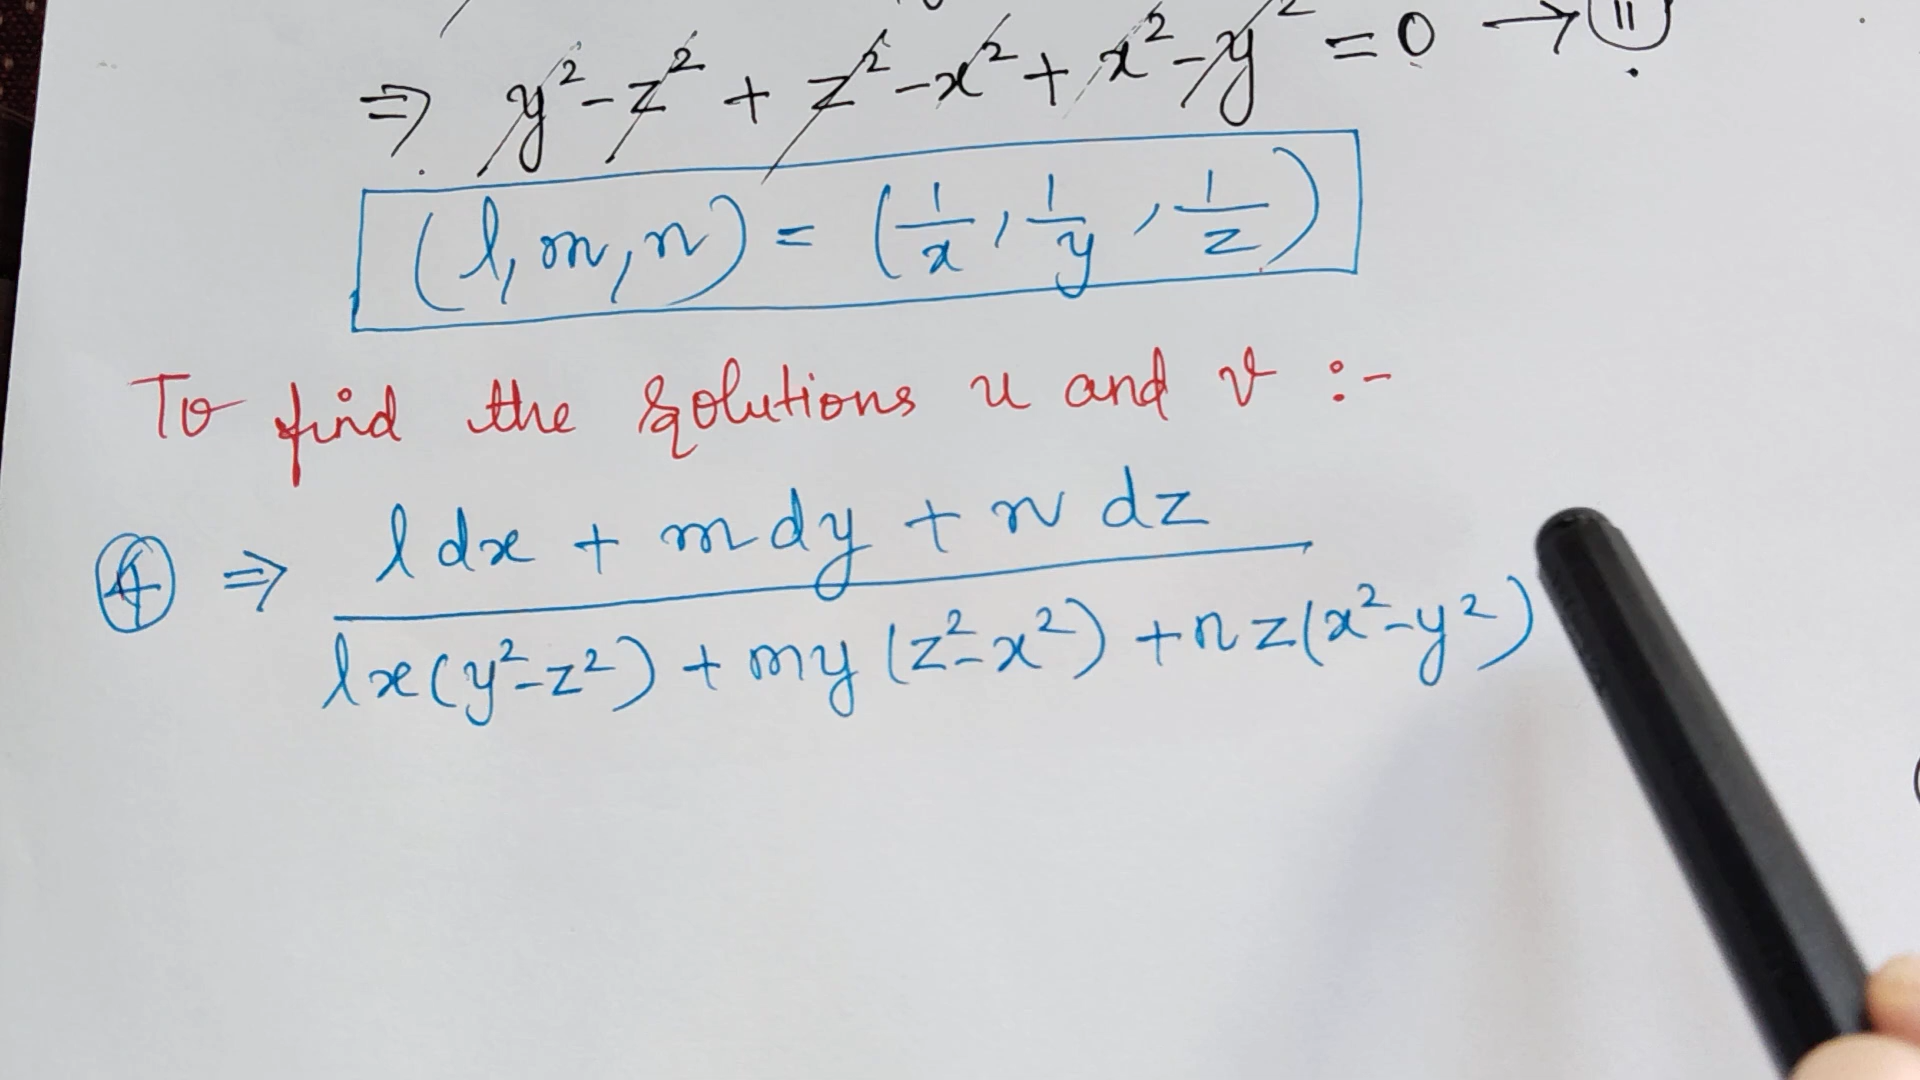 ⇒ y² - z² + z² - x² + x² - y² = 0 → (II)
(l, m, n) = (1/x, 1/y, 1/z)
To find the solutions u and v :-
④ ⇒ l dx + m dy + n dz
lx(y²-z²) + my(z²-x²) + nz(x²-y²)